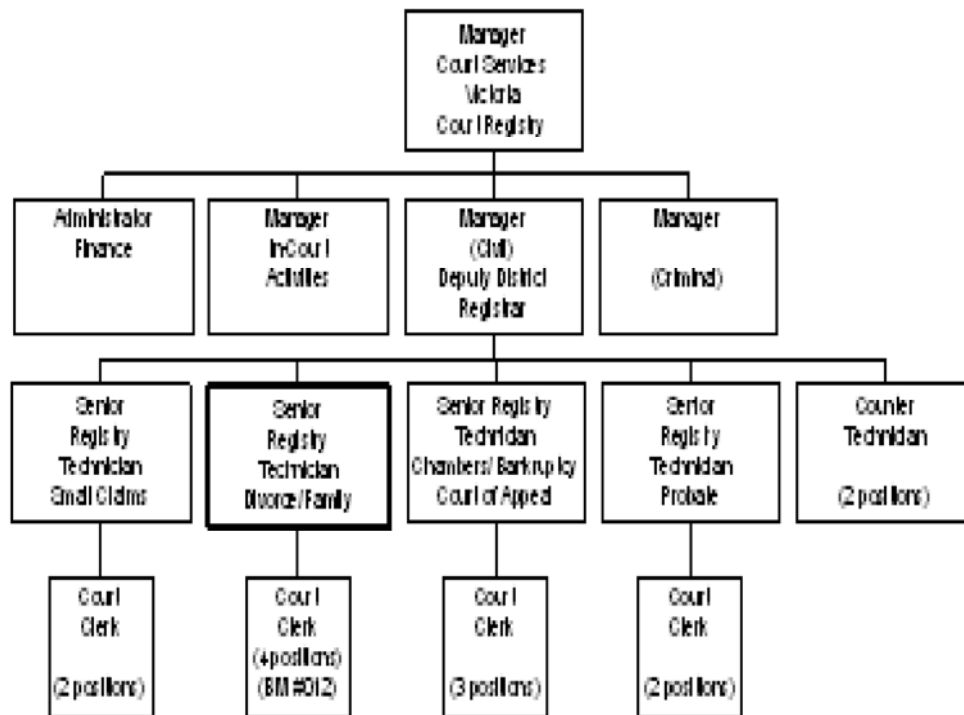 Manager
Court Services
Victoria
Court Registry
Administrator
Finance
Manager
In-Court
Activities
Manager
(Civil)
Deputy District
Registrar
Manager
(Criminal)
Senior
Registry
Technician
Small Claims
Senior
Registry
Technician
Divorce/Family
Senior Registry
Technician
Chambers/Bankruptcy
Court of Appeal
Senior
Registry
Technician
Probate
Counter
Technician
(2 positions)
Court
Clerk
(2 positions)
Court
Clerk
(4 positions)
(BM #012)
Court
Clerk
(3 positions)
Court
Clerk
(2 positions)